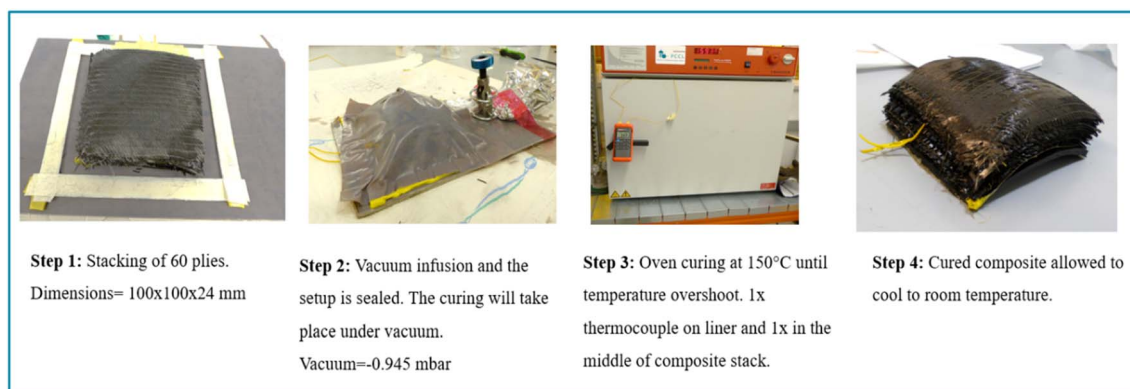 Step 1: Stacking of 60 plies.
Dimensions= 100x100x24 mm
Step 2: Vacuum infusion and the
setup is sealed. The curing will take
place under vacuum.
Vacuum=-0.945 mbar
Step 3: Oven curing at 150°C until
temperature overshoot. 1x
thermocouple on liner and 1x in the
middle of composite stack.
Step 4: Cured composite allowed to
cool to room temperature.